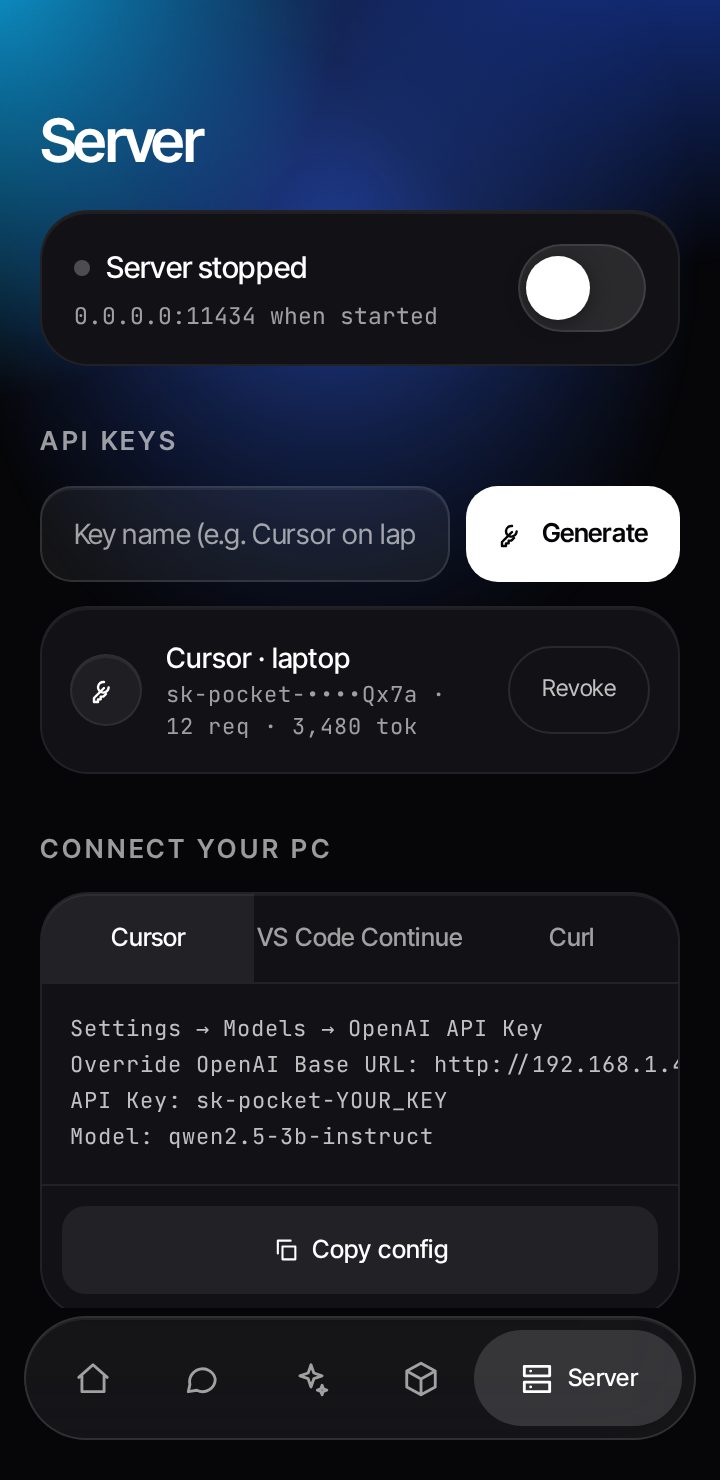 Server
Server stopped
0.0.0.0:11434 when started
API KEYS
Key name (e.g. Cursor on lap
Generate
Cursor · laptop
sk-pocket-••••Qx7a ·
12 req · 3,480 tok
Revoke
CONNECT YOUR PC
Cursor
VS Code Continue
Curl
Settings → Models → OpenAI API Key
Override OpenAI Base URL: http://192.168.1.4
API Key: sk-pocket-YOUR_KEY
Model: qwen2.5-3b-instruct
Copy config
Server